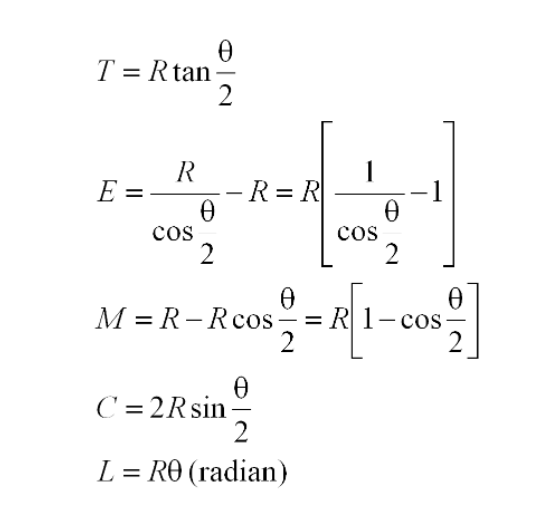 T = R tan θ/2
E = R/(cos θ/2) − R = R[1/(cos θ/2) − 1]
M = R − R cos θ/2 = R[1 − cos θ/2]
C = 2R sin θ/2
L = Rθ (radian)